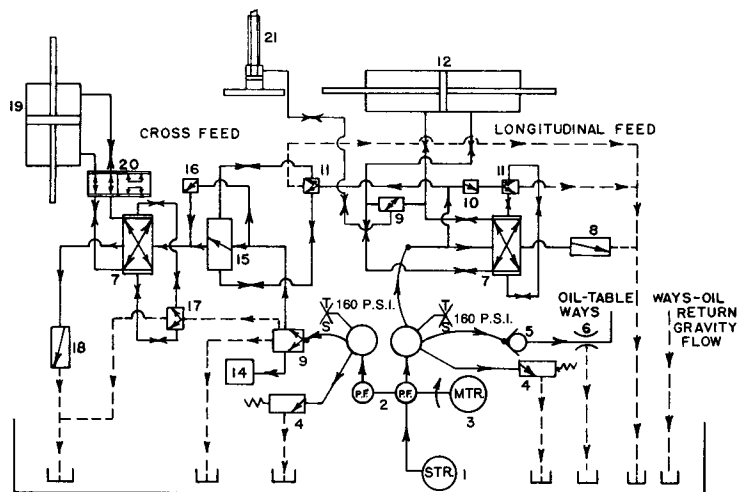 21
12
19
CROSS FEED
LONGITUDINAL FEED
20
16
11
11
10
9
8
7
15
7
17
T
S
160 P.S.I.
T
S
160 P.S.I.
OIL-TABLE
WAYS
6
WAYS-OIL
RETURN
GRAVITY
FLOW
5
18
9
14
4
P.F.
2
P.F.
MTR.
3
4
STR.
1